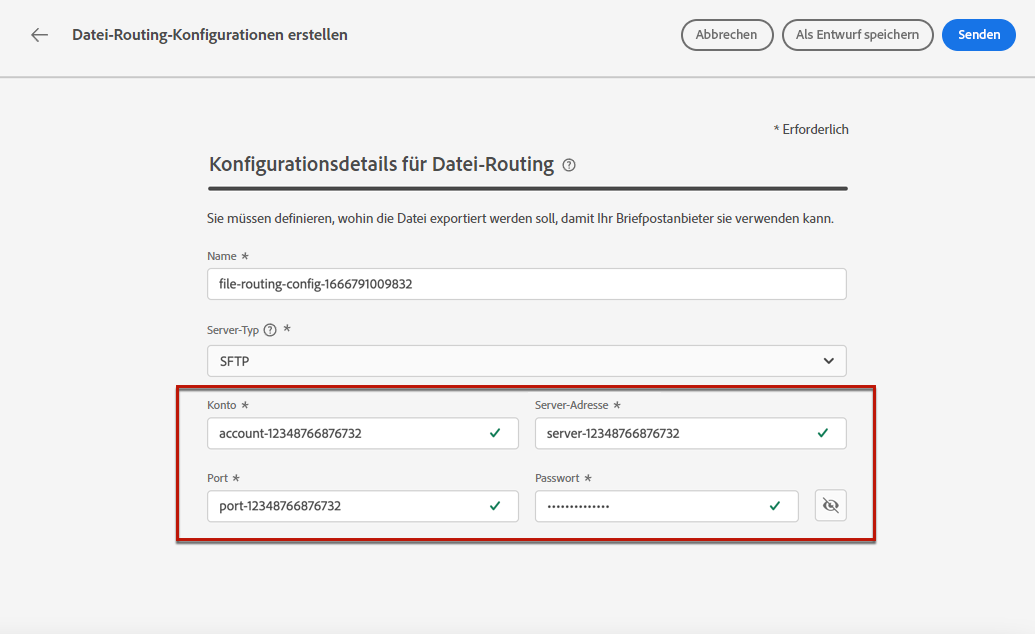 Datei-Routing-Konfigurationen erstellen
Abbrechen
Als Entwurf speichern
Senden
* Erforderlich
Konfigurationsdetails für Datei-Routing ?
Sie müssen definieren, wohin die Datei exportiert werden soll, damit Ihr Briefpostanbieter sie verwenden kann.
Name *
file-routing-config-1666791009832
Server-Typ ? *
SFTP
Konto *
Server-Adresse *
account-12348766876732
server-12348766876732
Port *
Passwort *
port-12348766876732
••••••••••••••